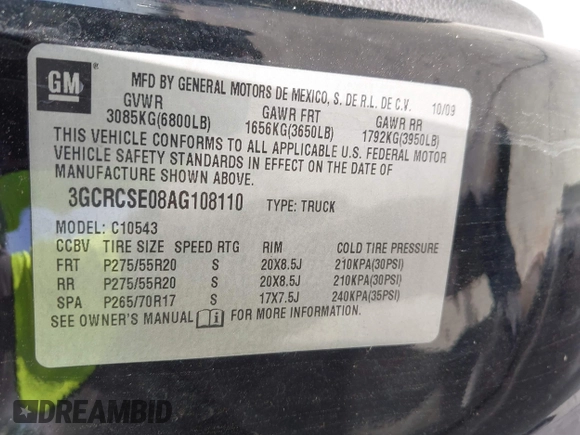 GM ®
MFD BY GENERAL MOTORS DE MEXICO, S. DE R.L. DE C.V. 10/09
GVWR GAWR FRT GAWR RR
3085KG(6800LB) 1656KG(3650LB) 1792KG(3950LB)
THIS VEHICLE CONFORMS TO ALL APPLICABLE U.S. FEDERAL MOTOR
VEHICLE SAFETY STANDARDS IN EFFECT ON THE DATE OF
MANUFACTURE SHOWN ABOVE.
3GCRCSE08AG108110 TYPE: TRUCK
MODEL: C10543
CCBV TIRE SIZE SPEED RTG RIM COLD TIRE PRESSURE
FRT P275/55R20 S 20X8.5J 210KPA(30PSI)
RR P275/55R20 S 20X8.5J 210KPA(30PSI)
SPA P265/70R17 S 17X7.5J 240KPA(35PSI)
SEE OWNER'S MANUAL i FOR MORE INFORMATION.
DREAMBID